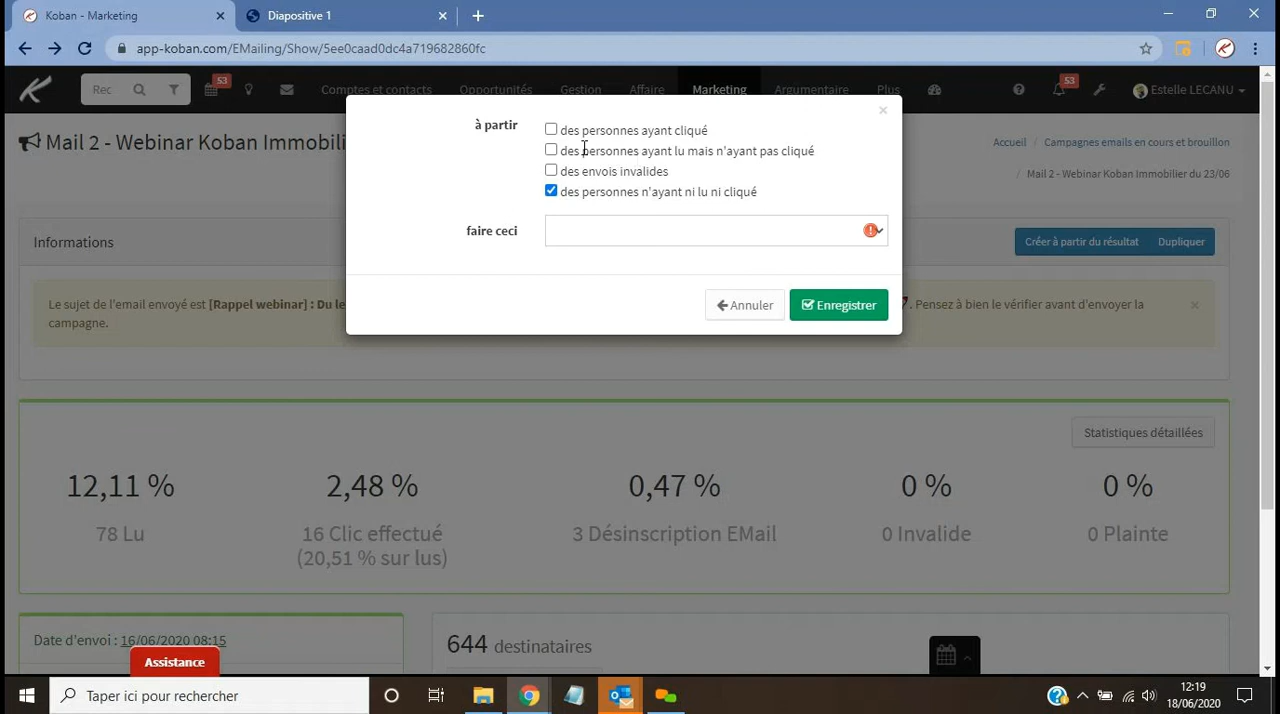 Koban - Marketing
Diapositive 1
app-koban.com/EMailing/Show/5ee0caad0dc4a719682860fc
Rec
53
Comptes et contacts
Opportunités
Gestion
Affaire
Marketing
Argumentaire
Plus
53
Estelle LECANU
Mail 2 - Webinar Koban Immobili
Accueil
Campagnes emails en cours et brouillon
Mail 2 - Webinar Koban Immobilier du 23/06
à partir
des personnes ayant cliqué
des personnes ayant lu mais n'ayant pas cliqué
des envois invalides
des personnes n'ayant ni lu ni cliqué
faire ceci
Annuler
Enregistrer
Informations
Créer à partir du résultat
Dupliquer
Le sujet de l'email envoyé est [Rappel webinar] : Du le
. Pensez à bien le vérifier avant d'envoyer la
campagne.
Statistiques détaillées
12,11 %
2,48 %
0,47 %
0 %
0 %
78 Lu
16 Clic effectué
(20,51 % sur lus)
3 Désinscription EMail
0 Invalide
0 Plainte
Date d'envoi : 16/06/2020 08:15
644 destinataires
Assistance
Taper ici pour rechercher
12:19
18/06/2020